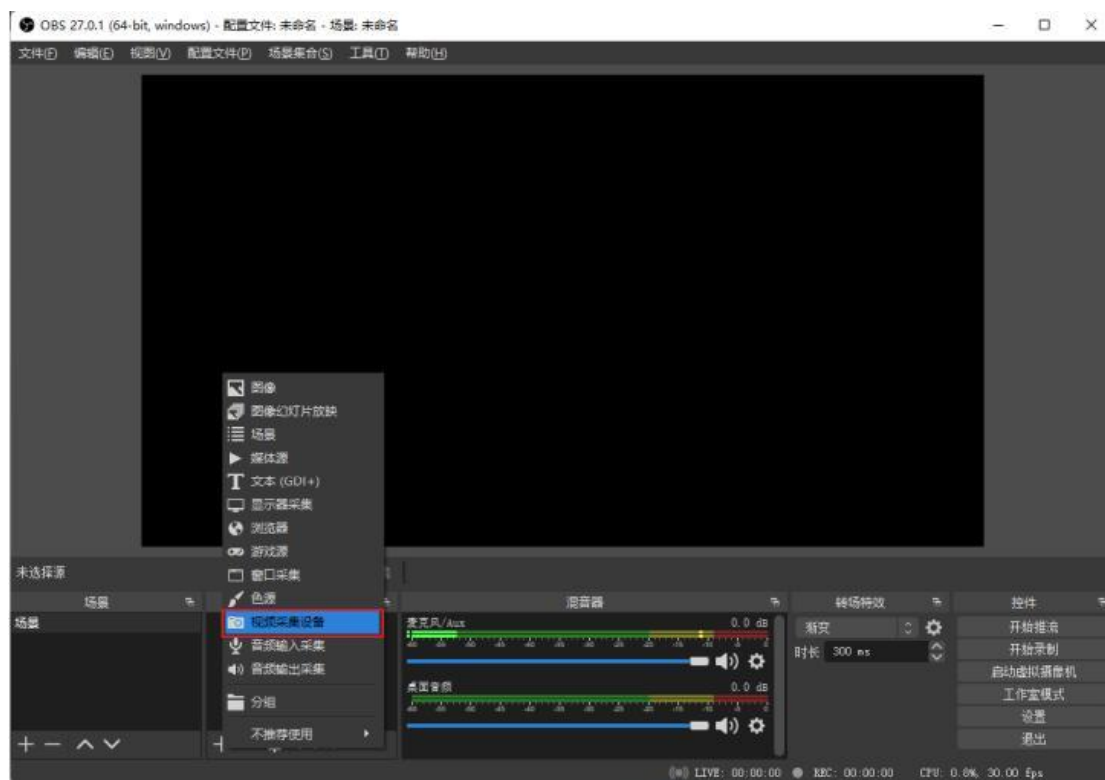 OBS 27.0.1 (64-bit, windows) - 配置文件: 未命名 - 场景: 未命名
文件(F) 编辑(E) 视图(V) 配置文件(P) 场景集合(S) 工具(T) 帮助(H)
图像
图像幻灯片放映
场景
媒体源
文本 (GDI+)
显示器采集
浏览器
游戏源
窗口采集
色源
视频采集设备
音频输入采集
音频输出采集
分组
不推荐使用
未选择源
场景
场景
混音器
麦克风/Aux 0.0 dB
桌面音频 0.0 dB
转场特效
渐变
时长 300 ms
控件
开始推流
开始录制
启动虚拟摄像机
工作室模式
设置
退出
LIVE: 00:00:00 REC: 00:00:00 CPU: 0.8%, 30.00 fps